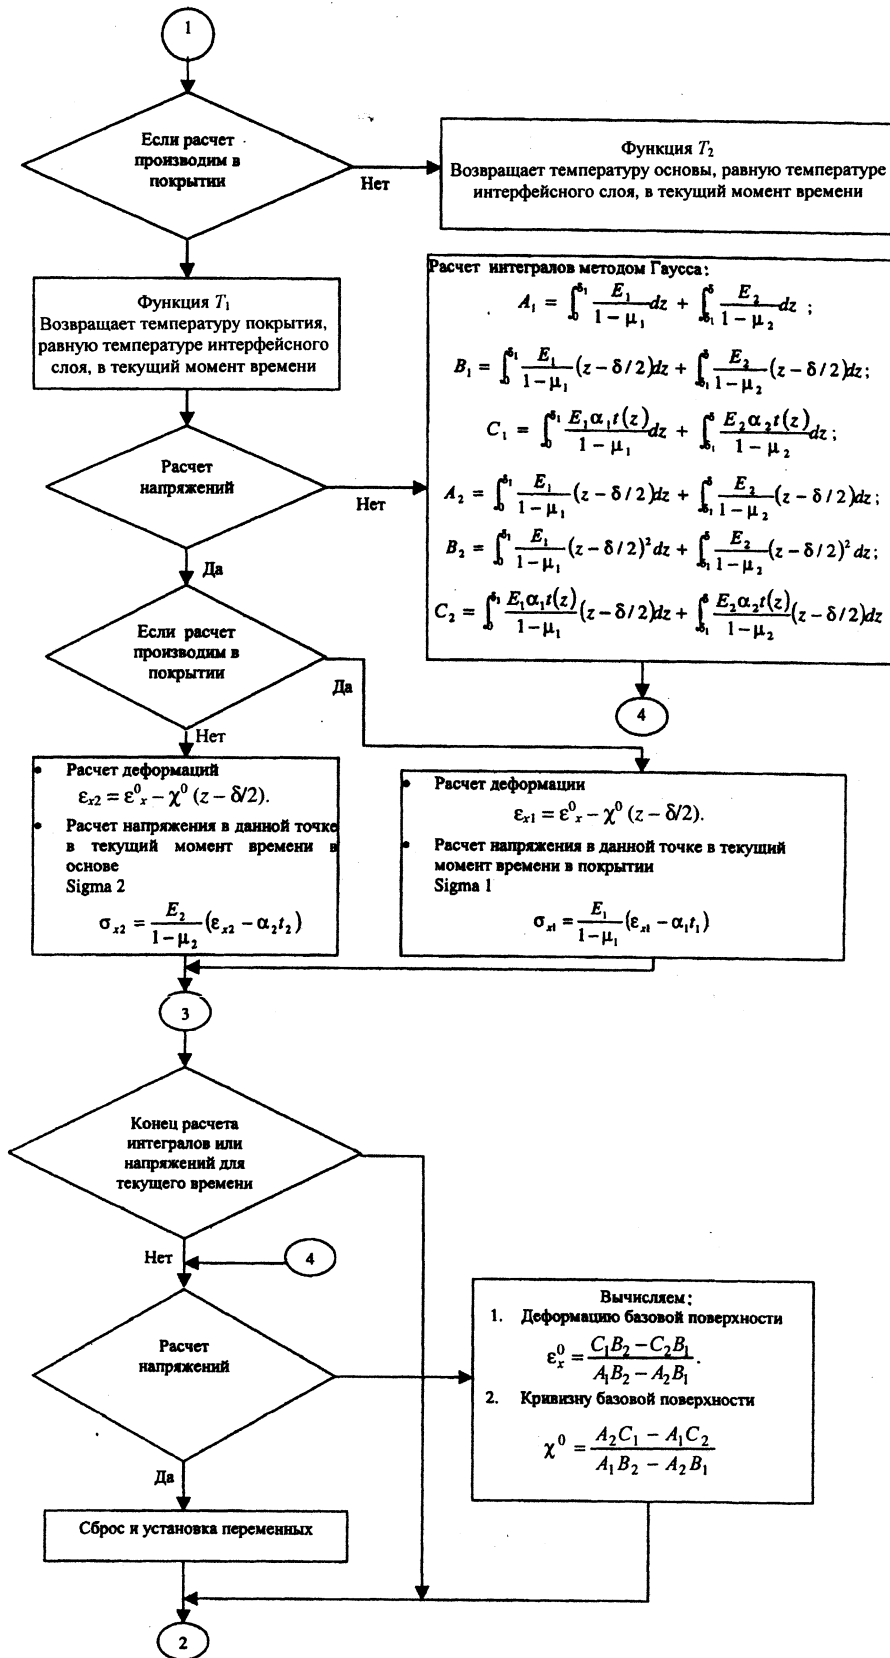 1
Если расчет
производим в
покрытии
Нет
Функция T₂
Возвращает температуру основы, равную температуре
интерфейсного слоя, в текущий момент времени
Функция T₁
Возвращает температуру покрытия,
равную температуре интерфейсного
слоя, в текущий момент времени
Расчет интегралов методом Гаусса:
A₁ = ∫₀^δ₁ E₁/(1 − μ₁) dz + ∫_δ₁^δ E₂/(1 − μ₂) dz ;
B₁ = ∫₀^δ₁ E₁/(1 − μ₁) (z − δ/2)dz + ∫_δ₁^δ E₂/(1 − μ₂) (z − δ/2)dz;
C₁ = ∫₀^δ₁ E₁α₁t(z)/(1 − μ₁) dz + ∫_δ₁^δ E₂α₂t(z)/(1 − μ₂) dz;
A₂ = ∫₀^δ₁ E₁/(1 − μ₁) (z − δ/2)dz + ∫_δ₁^δ E₂/(1 − μ₂) (z − δ/2)dz;
B₂ = ∫₀^δ₁ E₁/(1 − μ₁) (z − δ/2)² dz + ∫_δ₁^δ E₂/(1 − μ₂) (z − δ/2)² dz;
C₂ = ∫₀^δ₁ E₁α₁t(z)/(1 − μ₁) (z − δ/2)dz + ∫_δ₁^δ E₂α₂t(z)/(1 − μ₂) (z − δ/2)dz
Расчет
напряжений
Нет
Да
4
Если расчет
производим в
покрытии
Да
Нет
• Расчет деформаций
εₓ₂ = ε⁰ₓ − χ⁰ (z − δ/2).
• Расчет напряжения в данной точке
в текущий момент времени в
основе
Sigma 2
σₓ₂ = E₂/(1 − μ₂) (εₓ₂ − α₂t₂)
• Расчет деформации
εₓ₁ = ε⁰ₓ − χ⁰ (z − δ/2).
• Расчет напряжения в данной точке в текущий
момент времени в покрытии
Sigma 1
σₓ₁ = E₁/(1 − μ₁) (εₓ₁ − α₁t₁)
3
Конец расчета
интегралов или
напряжений для
текущего времени
Нет
4
Расчет
напряжений
Да
Вычисляем:
1. Деформацию базовой поверхности
ε⁰ₓ = (C₁B₂ − C₂B₁)/(A₁B₂ − A₂B₁).
2. Кривизну базовой поверхности
χ⁰ = (A₂C₁ − A₁C₂)/(A₁B₂ − A₂B₁)
Сброс и установка переменных
2